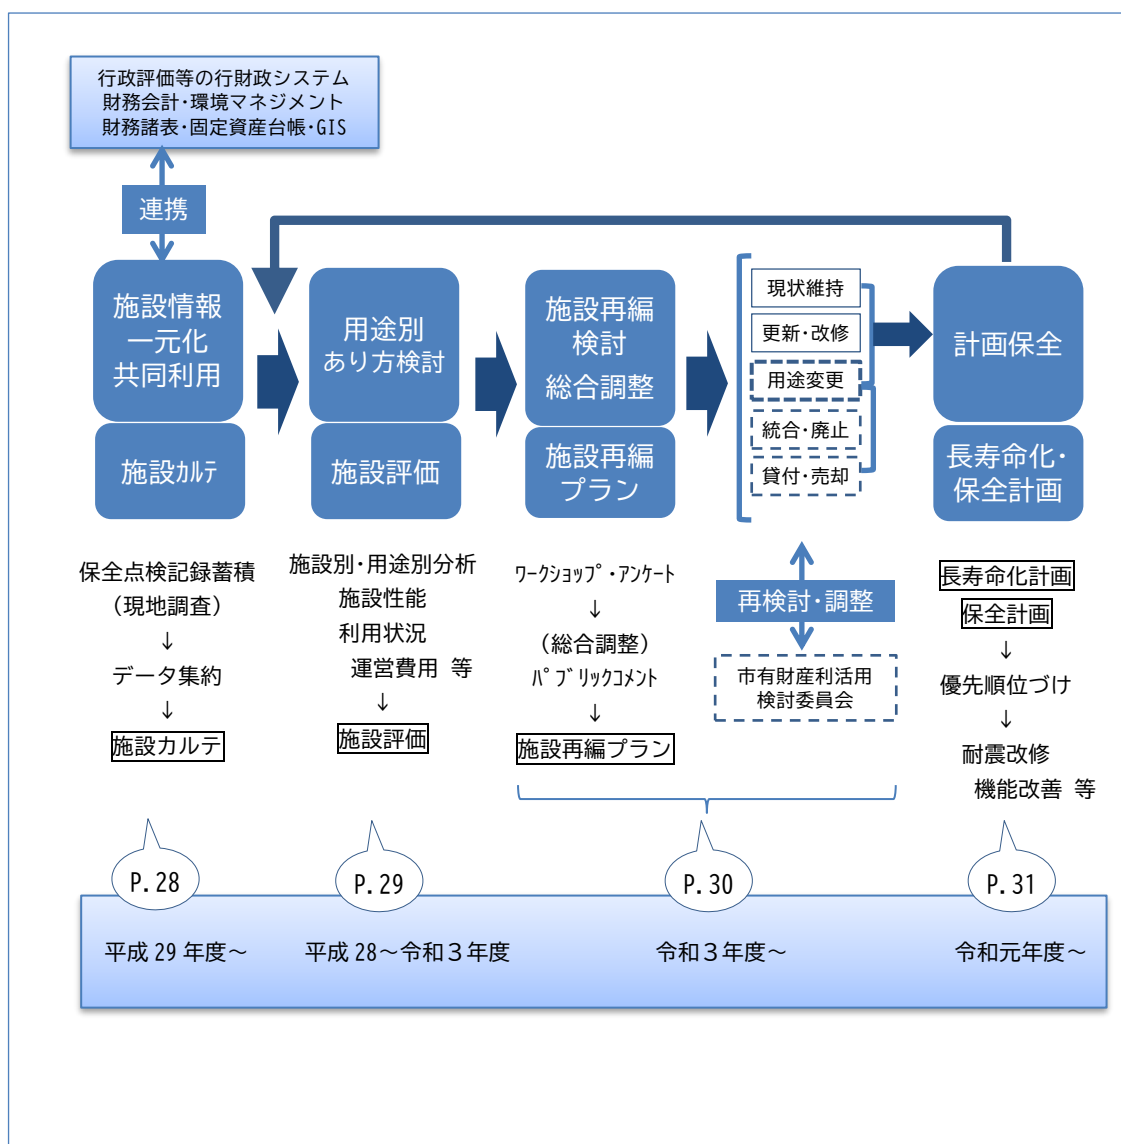 行政評価等の行財政システム
財務会計･環境マネジメント
財務諸表･固定資産台帳･GIS
連携
施設情報
一元化
共同利用
施設ｶﾙﾃ
用途別
あり方検討
施設評価
施設再編
検討
総合調整
施設再編
プラン
現状維持
更新･改修
用途変更
統合･廃止
貸付･売却
計画保全
長寿命化･
保全計画
保全点検記録蓄積
（現地調査）
↓
データ集約
↓
施設カルテ
施設別･用途別分析
施設性能
利用状況
運営費用 等
↓
施設評価
ﾜｰｸｼｮｯﾌﾟ･ｱﾝｹｰﾄ
↓
（総合調整）
ﾊﾟﾌﾞﾘｯｸｺﾒﾝﾄ
↓
施設再編プラン
再検討･調整
市有財産利活用
検討委員会
長寿命化計画
保全計画
↓
優先順位づけ
↓
耐震改修
機能改善 等
P.28
P.29
P.30
P.31
平成 29 年度～
平成 28～令和３年度
令和３年度～
令和元年度～